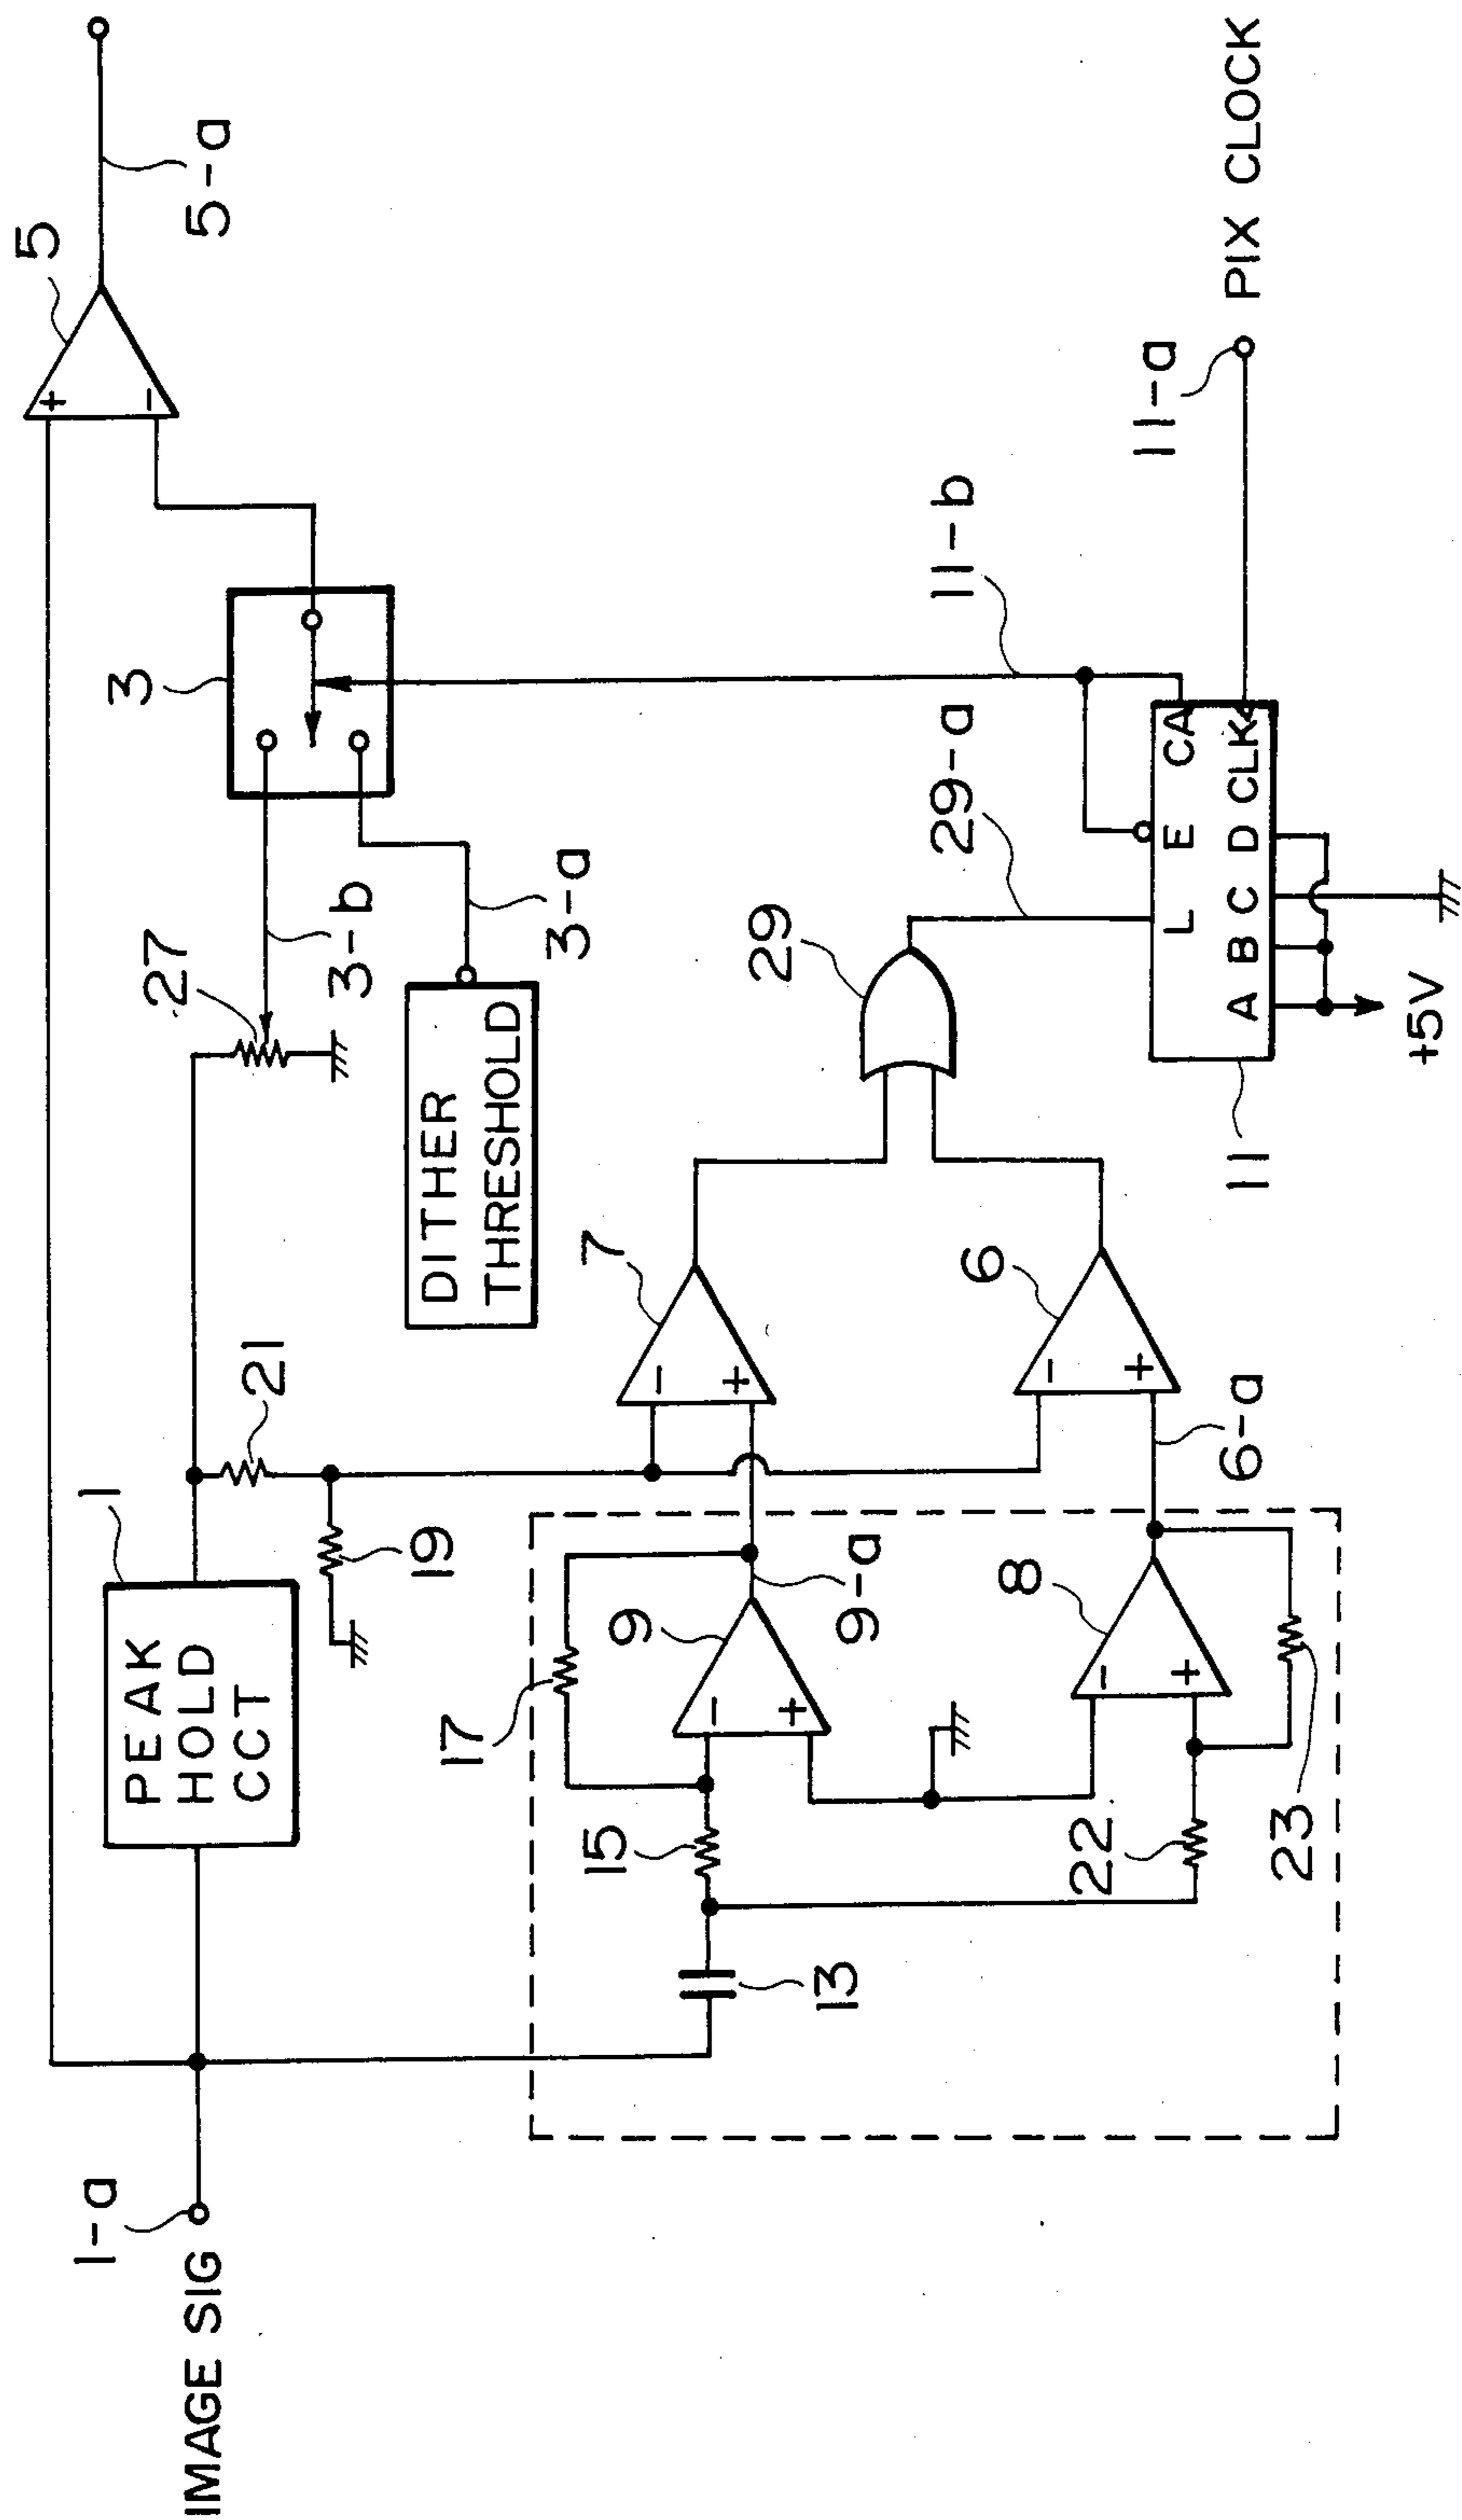 5
5-a
3
27
3-b
3-a
DITHER
THRESHOLD
21
1
19
PEAK
HOLD
CCT
1-a
IMAGE SIG
+
-
7
-
+
6
-
+
6-a
29
29-a
11-b
11-a
PIX CLOCK
L E CA
A B C D CLK
11
+5V
17
9
-
+
9-a
8
-
+
15
13
22
23